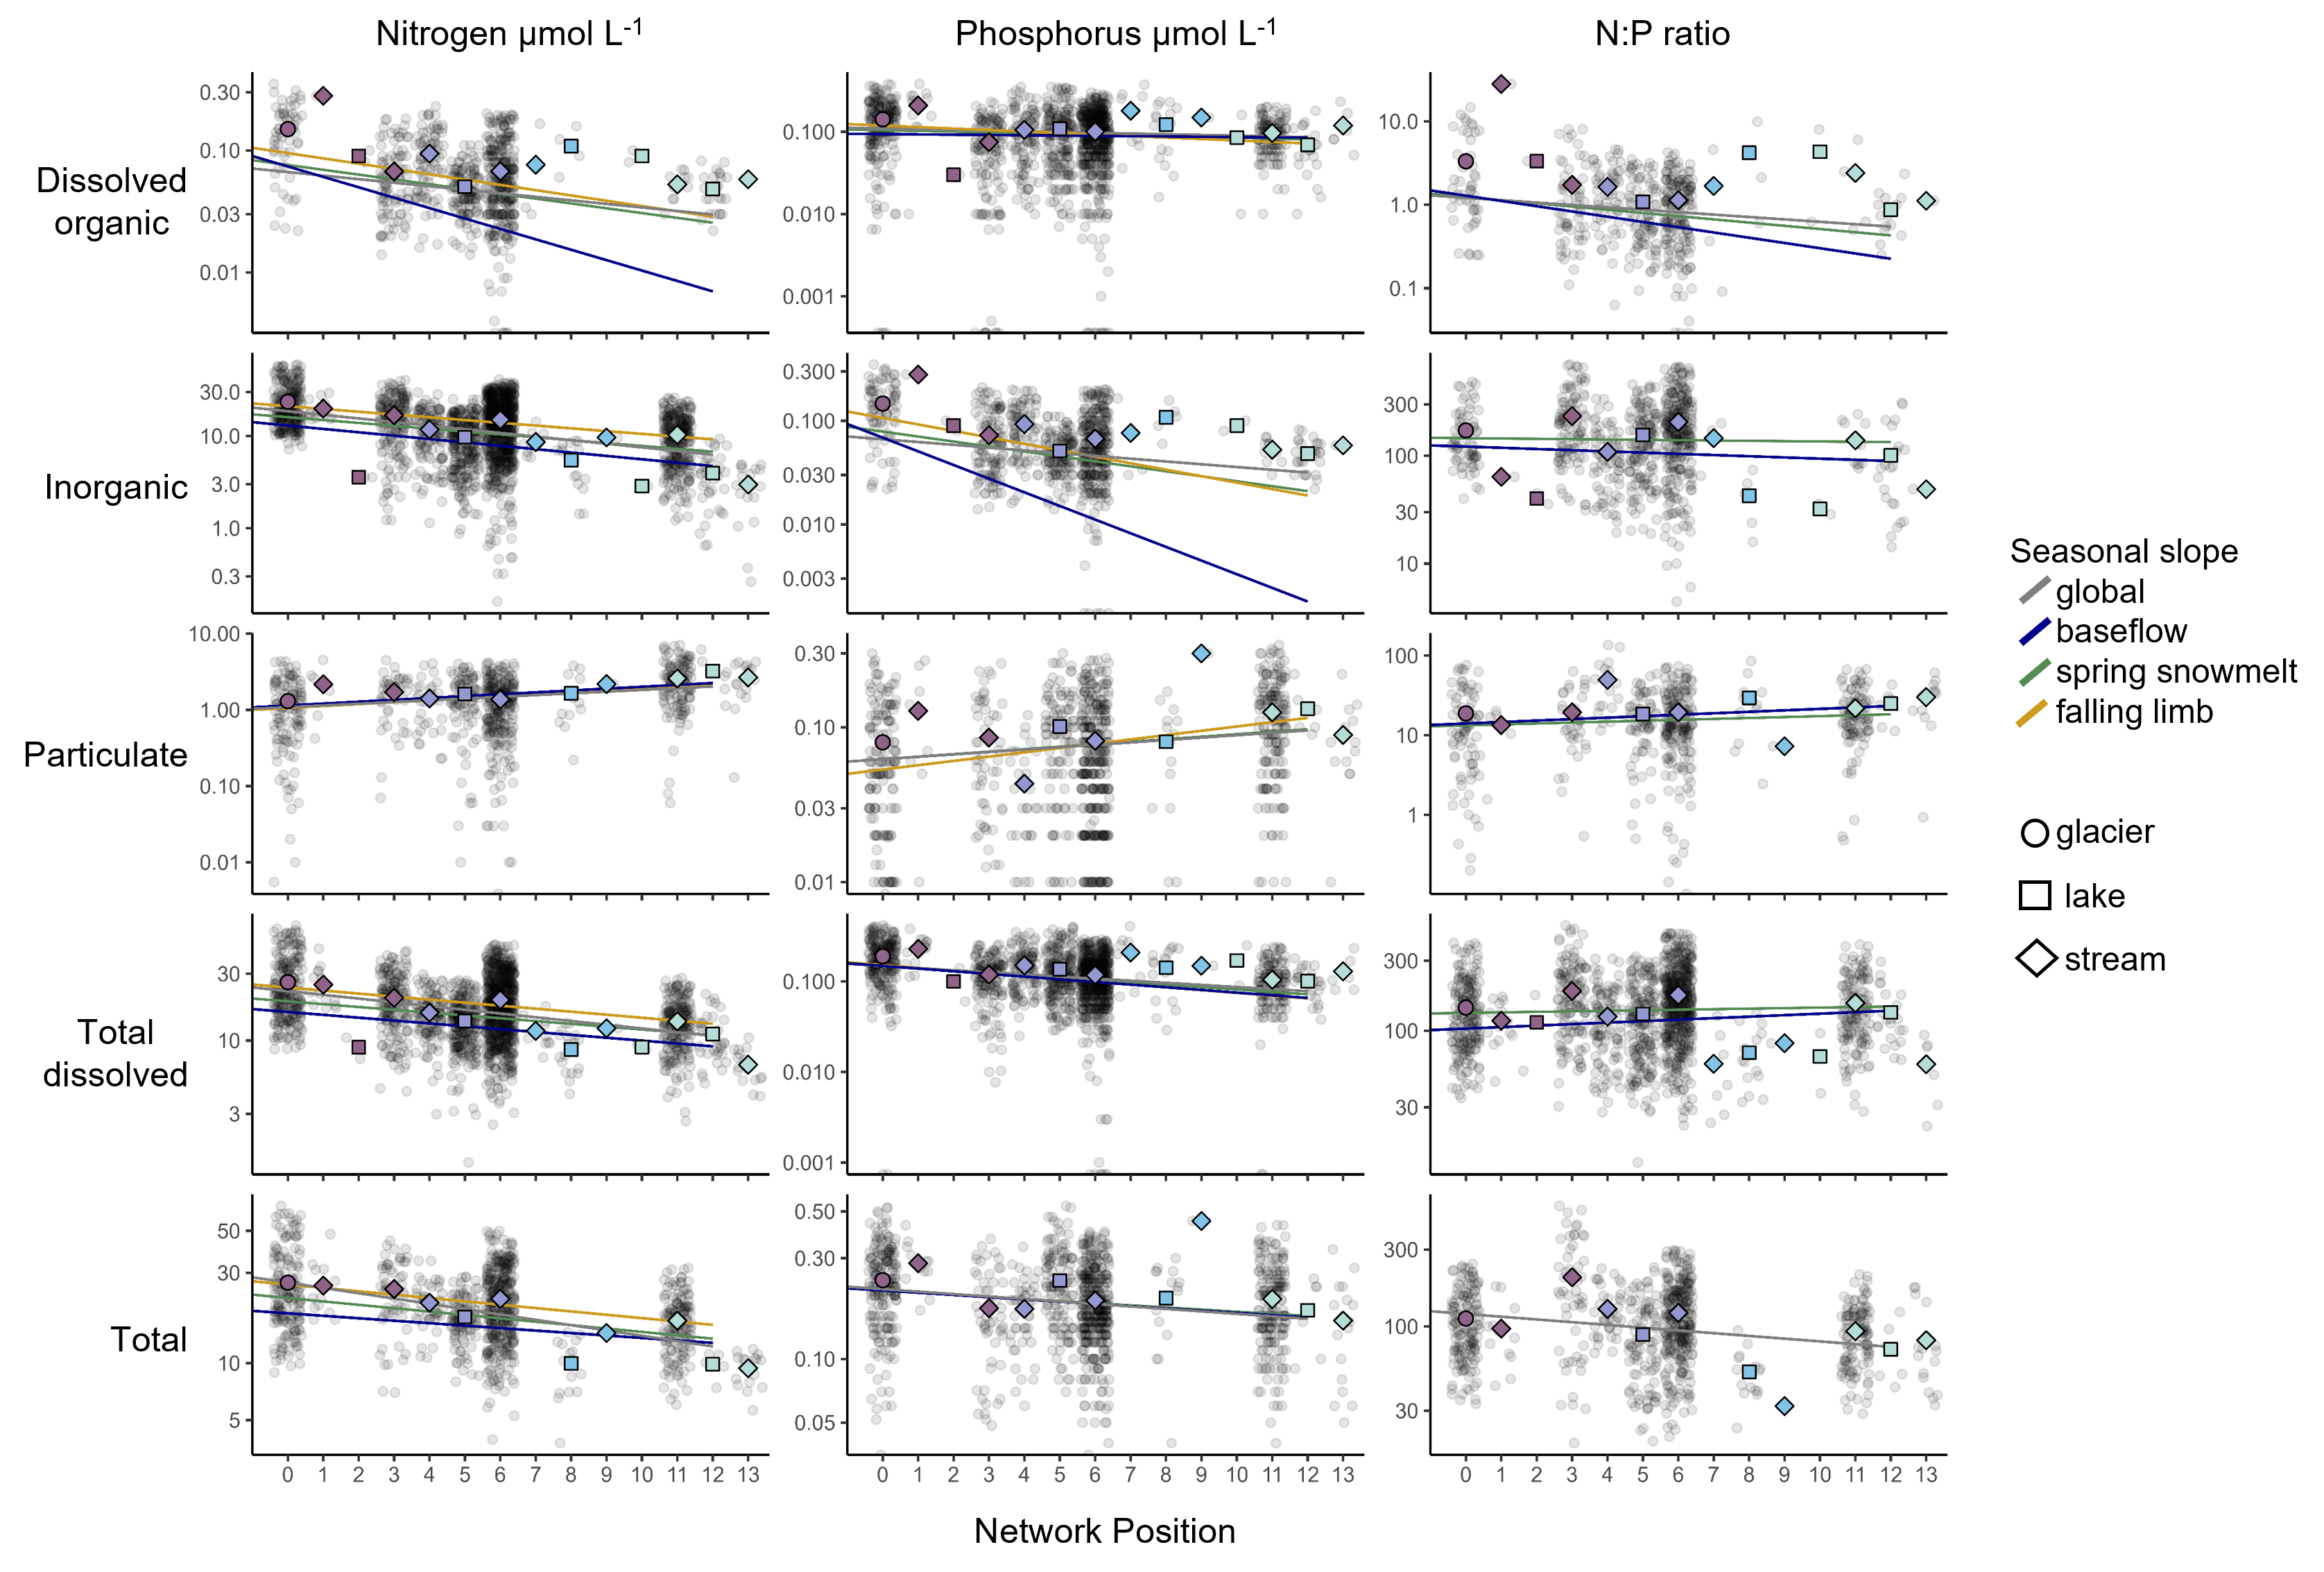 Nitrogen µmol L-1
Phosphorus µmol L-1
N:P ratio
Dissolved
organic
0.30
0.10
0.03
0.01
0.100
0.010
0.001
10.0
1.0
0.1
Inorganic
30.0
10.0
3.0
1.0
0.3
0.300
0.100
0.030
0.010
0.003
300
100
30
10
Particulate
10.00
1.00
0.10
0.01
0.30
0.10
0.03
0.01
100
10
1
Total
dissolved
30
10
3
0.100
0.010
0.001
300
100
30
Total
50
30
10
5
0.50
0.30
0.10
0.05
300
100
30
0 1 2 3 4 5 6 7 8 9 10 11 12 13
0 1 2 3 4 5 6 7 8 9 10 11 12 13
0 1 2 3 4 5 6 7 8 9 10 11 12 13
Network Position
Seasonal slope
global
baseflow
spring snowmelt
falling limb
glacier
lake
stream